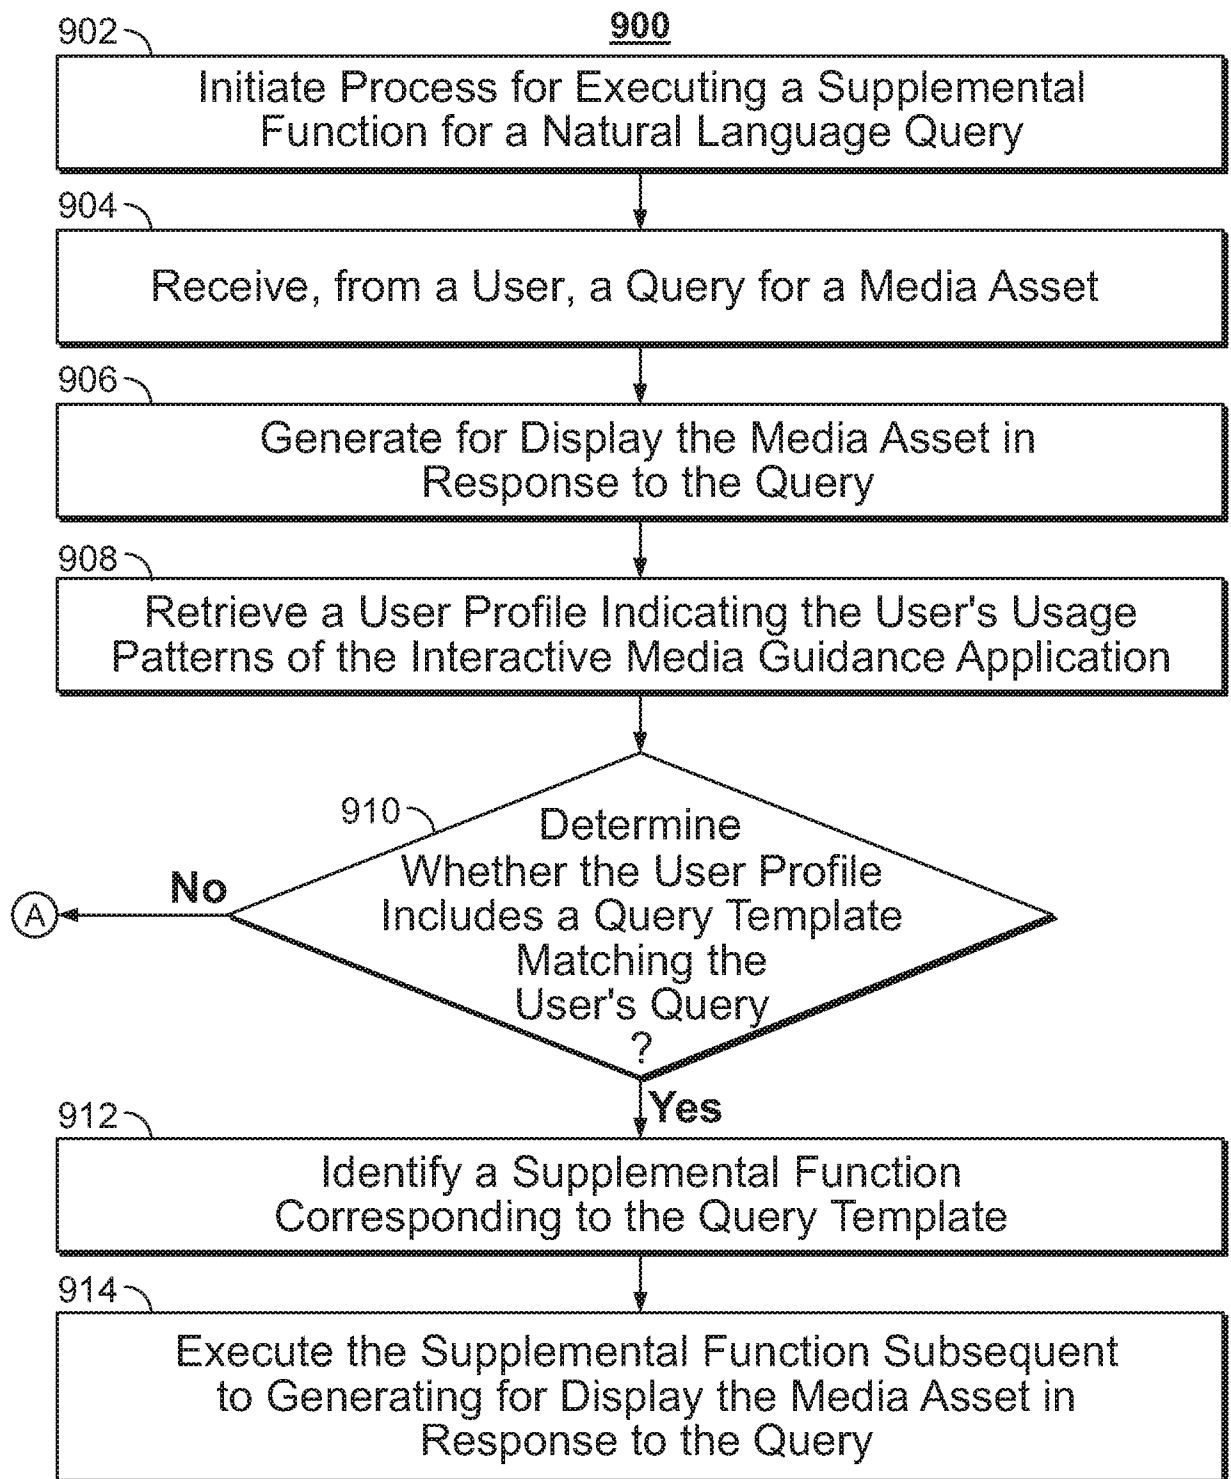 900
902
Initiate Process for Executing a Supplemental
Function for a Natural Language Query
904
Receive, from a User, a Query for a Media Asset
906
Generate for Display the Media Asset in
Response to the Query
908
Retrieve a User Profile Indicating the User's Usage
Patterns of the Interactive Media Guidance Application
910
Determine
Whether the User Profile
Includes a Query Template
Matching the
User's Query
?
No
A
Yes
912
Identify a Supplemental Function
Corresponding to the Query Template
914
Execute the Supplemental Function Subsequent
to Generating for Display the Media Asset in
Response to the Query